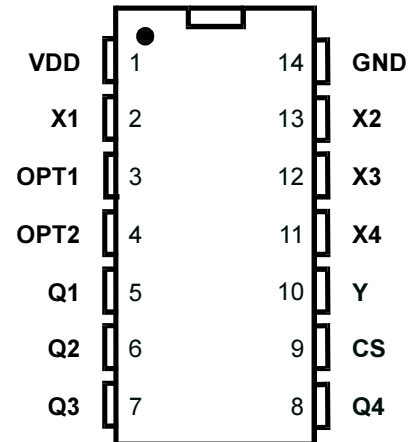 VDD 1 14 GND
X1 2 13 X2
OPT1 3 12 X3
OPT2 4 11 X4
Q1 5 10 Y
Q2 6 9 CS
Q3 7 8 Q4